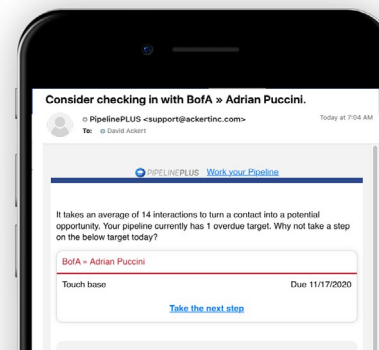 Consider checking in with BofA » Adrian Puccini.
PipelinePLUS <support@ackertinc.com>
Today at 7:04 AM
To: David Ackert
PIPELINEPLUS Work your Pipeline
It takes an average of 14 interactions to turn a contact into a potential
opportunity. Your pipeline currently has 1 overdue target. Why not take a step
on the below target today?
BofA » Adrian Puccini
Touch base Due 11/17/2020
Take the next step